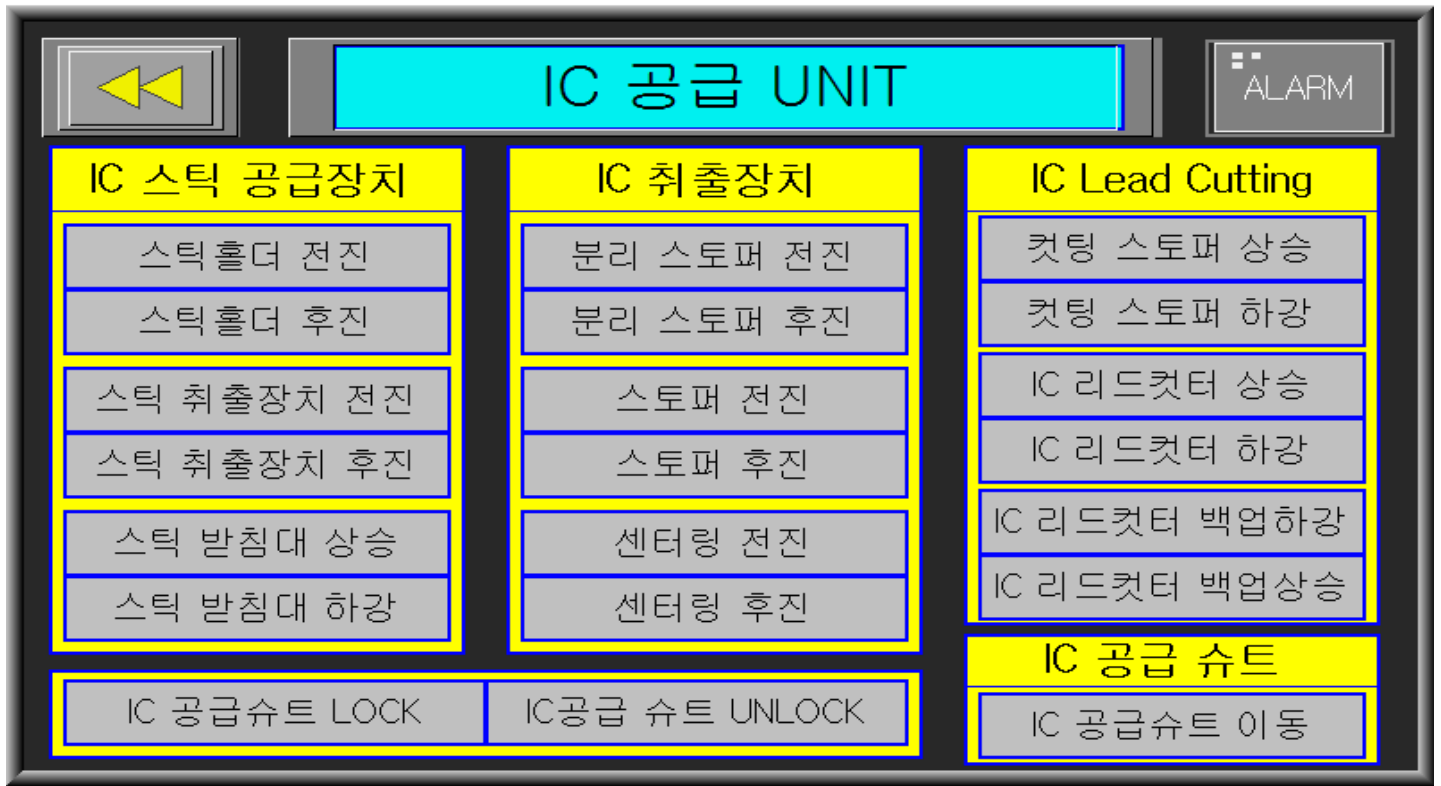 IC 공급 UNIT
ALARM
IC 스틱 공급장치
스틱홀더 전진
스틱홀더 후진
스틱 취출장치 전진
스틱 취출장치 후진
스틱 받침대 상승
스틱 받침대 하강
IC 취출장치
분리 스토퍼 전진
분리 스토퍼 후진
스토퍼 전진
스토퍼 후진
센터링 전진
센터링 후진
IC Lead Cutting
컷팅 스토퍼 상승
컷팅 스토퍼 하강
IC 리드컷터 상승
IC 리드컷터 하강
IC 리드컷터 백업하강
IC 리드컷터 백업상승
IC 공급슈트 LOCK
IC공급 슈트 UNLOCK
IC 공급 슈트
IC 공급슈트 이동